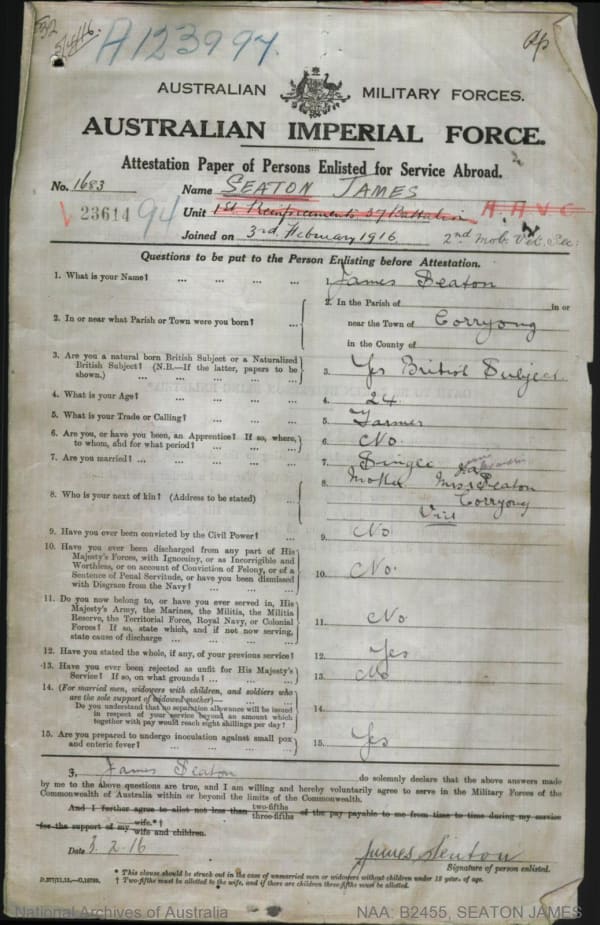 32
5/4/16.
A123994.
AUSTRALIAN MILITARY FORCES.
AUSTRALIAN IMPERIAL FORCE.
Attestation Paper of Persons Enlisted for Service Abroad.
No. 1683 Name SEATON JAMES
23614 94 Unit 1st Reinforcements 37 Battalion A.A.V.C
Joined on 3rd February 1916 2nd Mob. Vet. Sec:
Questions to be put to the Person Enlisting before Attestation.
1. What is your Name? ... ... ... ... 1. James Seaton
2. In or near what Parish or Town were you born? ... 2. In the Parish of in or
near the Town of Corryong
in the County of
3. Are you a natural born British Subject or a Naturalized
British Subject? (N.B.—If the latter, papers to be
shown.) ... ... ... ... 3. Yes British Subject
4. What is your Age? ... ... ... ... 4. 24
5. What is your Trade or Calling? ... ... ... 5. Farmer
6. Are you, or have you been, an Apprentice? If so, where,
to whom, and for what period? ... ... ... 6. No
7. Are you married? ... ... ... ... 7. Single
8. Who is your next of kin? (Address to be stated) ... 8. Mother Mrs Seaton
Corryong
Vic
9. Have you ever been convicted by the Civil Power? ... 9. No
10. Have you ever been discharged from any part of His
Majesty's Forces, with Ignominy, or as Incorrigible and
Worthless, or on account of Conviction of Felony, or of a
Sentence of Penal Servitude, or have you been dismissed
with Disgrace from the Navy? ... ... ... 10. No.
11. Do you now belong to, or have you ever served in, His
Majesty's Army, the Marines, the Militia, the Militia
Reserve, the Territorial Force, Royal Navy, or Colonial
Forces? If so, state which, and if not now serving,
state cause of discharge ... ... ... 11. No
12. Have you stated the whole, if any, of your previous service? 12. Yes
13. Have you ever been rejected as unfit for His Majesty's
Service? If so, on what grounds? ... ... ... 13. No
14. (For married men, widowers with children, and soldiers who
are the sole support of widowed mother)—
Do you understand that no separation allowance will be issued
in respect of your service beyond an amount which
together with pay would reach eight shillings per day? 14.
15. Are you prepared to undergo inoculation against small pox
and enteric fever? ... ... ... ... 15. Yes
I, James Seaton do solemnly declare that the above answers made
by me to the above questions are true, and I am willing and hereby voluntarily agree to serve in the Military Forces of the
Commonwealth of Australia within or beyond the limits of the Commonwealth.
And I further agree to allot not less than two-fifths three-fifths of the pay payable to me from time to time during my service
for the support of my wife.*† wife and children.
Date 3.2.16 James Seaton
Signature of person enlisted.
* This clause should be struck out in the case of unmarried men or widowers without children under 18 years of age.
† Two-fifths must be allotted to the wife, and if there are children three-fifths must be allotted.
National Archives of Australia NAA: B2455, SEATON JAMES